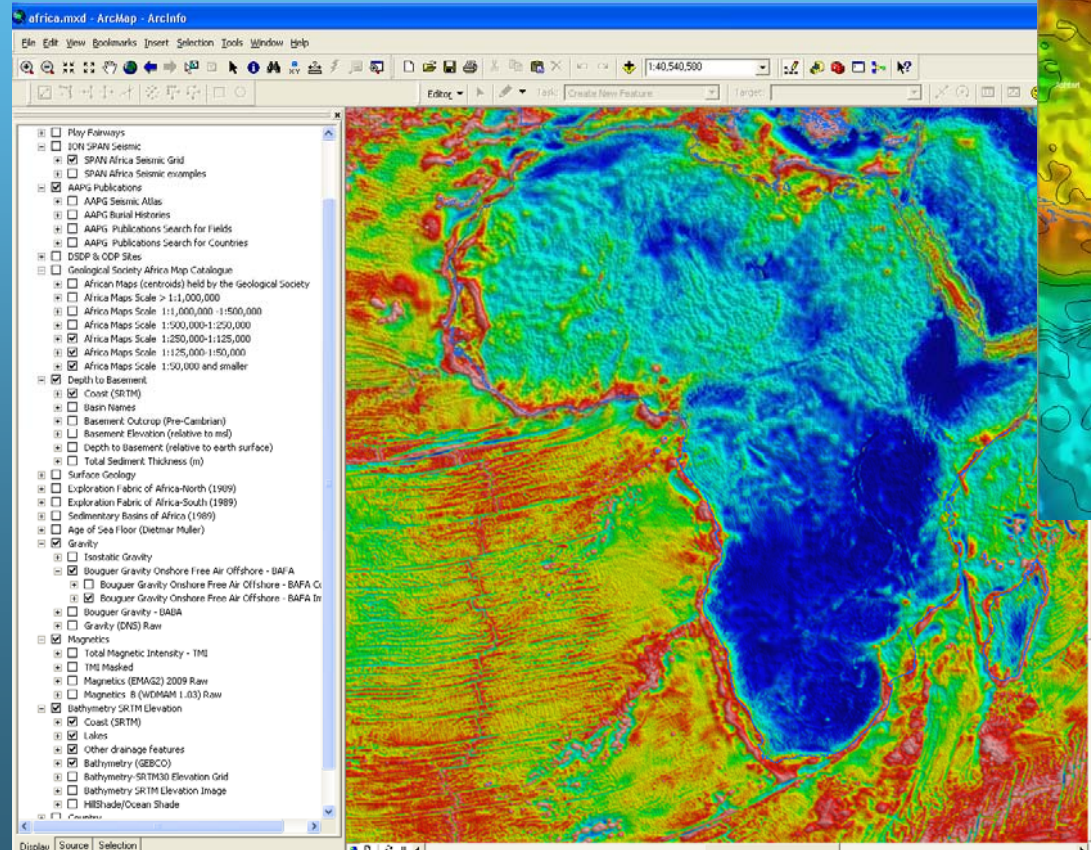 africa.mxd - ArcMap - ArcInfo
File Edit View Bookmarks Insert Selection Tools Window Help
1:40,540,500
Editor Task: Create New Feature Target:
Play Fairways
ION SPAN Seismic
SPAN Africa Seismic Grid
SPAN Africa Seismic examples
AAPG Publications
AAPG Seismic Atlas
AAPG Burial Histories
AAPG Publications Search for Fields
AAPG Publications Search for Countries
DSDP & ODP Sites
Geological Society Africa Map Catalogue
African Maps (centroids) held by the Geological Society
Africa Maps Scale > 1:1,000,000
Africa Maps Scale 1:1,000,000 -1:500,000
Africa Maps Scale 1:500,000-1:250,000
Africa Maps Scale 1:250,000-1:125,000
Africa Maps Scale 1:125,000-1:50,000
Africa Maps Scale 1:50,000 and smaller
Depth to Basement
Coast (SRTM)
Basin Names
Basement Outcrop (Pre-Cambrian)
Basement Elevation (relative to msl)
Depth to Basement (relative to earth surface)
Total Sediment Thickness (m)
Surface Geology
Exploration Fabric of Africa-North (1989)
Exploration Fabric of Africa-South (1989)
Sedimentary Basins of Africa (1989)
Age of Sea Floor (Dietmar Muller)
Gravity
Isostatic Gravity
Bouguer Gravity Onshore Free Air Offshore - BAFA
Bouguer Gravity Onshore Free Air Offshore - BAFA Co
Bouguer Gravity Onshore Free Air Offshore - BAFA Im
Bouguer Gravity - BABA
Gravity (DNS) Raw
Magnetics
Total Magnetic Intensity - TMI
TMI Masked
Magnetics (EMAG2) 2009 Raw
Magnetics B (WDMAM 1.03) Raw
Bathymetry SRTM Elevation
Coast (SRTM)
Lakes
Other drainage features
Bathymetry (GEBCO)
Bathymetry-SRTM30 Elevation Grid
Bathymetry SRTM Elevation Image
HillShade/Ocean Shade
Country
Display Source Selection